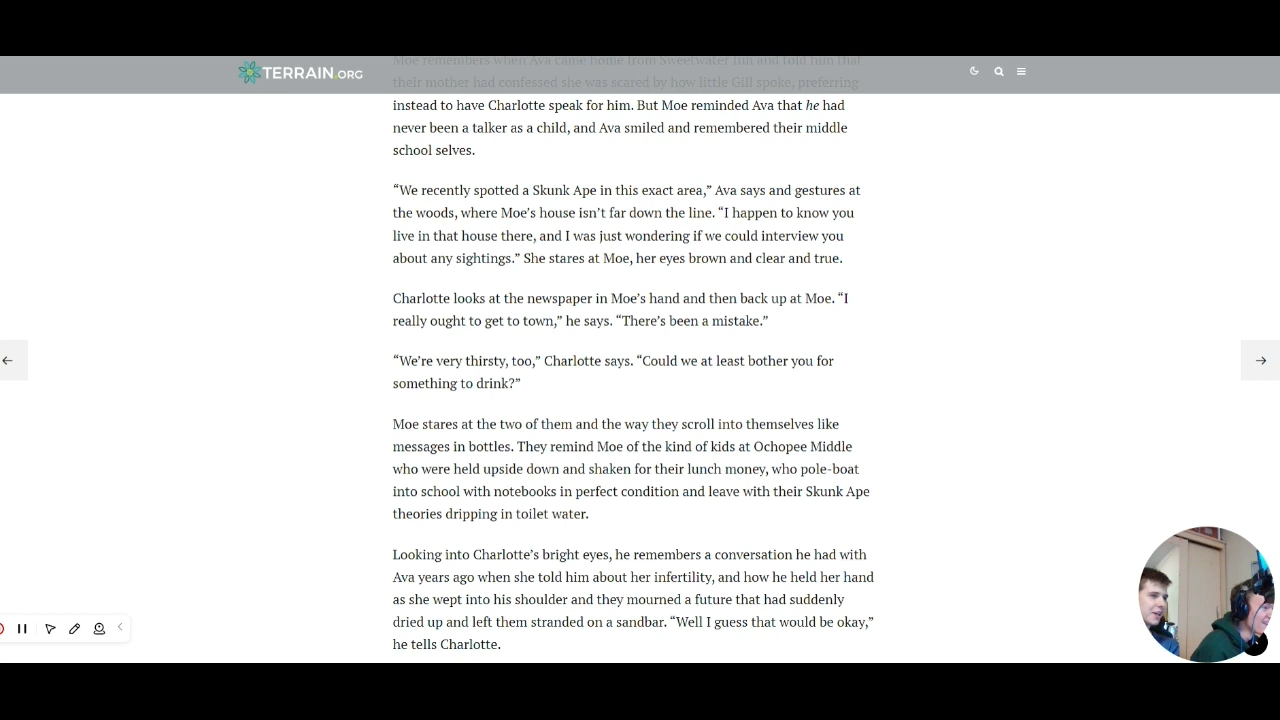 Moe remembers when Ava came home from Sweetwater Inn and told him that
TERRAIN.ORG
their mother had confessed she was scared by how little Gill spoke, preferring
instead to have Charlotte speak for him. But Moe reminded Ava that he had
never been a talker as a child, and Ava smiled and remembered their middle
school selves.
“We recently spotted a Skunk Ape in this exact area,” Ava says and gestures at
the woods, where Moe’s house isn’t far down the line. “I happen to know you
live in that house there, and I was just wondering if we could interview you
about any sightings.” She stares at Moe, her eyes brown and clear and true.
Charlotte looks at the newspaper in Moe’s hand and then back up at Moe. “I
really ought to get to town,” he says. “There’s been a mistake.”
“We’re very thirsty, too,” Charlotte says. “Could we at least bother you for
something to drink?”
Moe stares at the two of them and the way they scroll into themselves like
messages in bottles. They remind Moe of the kind of kids at Ochopee Middle
who were held upside down and shaken for their lunch money, who pole-boat
into school with notebooks in perfect condition and leave with their Skunk Ape
theories dripping in toilet water.
Looking into Charlotte’s bright eyes, he remembers a conversation he had with
Ava years ago when she told him about her infertility, and how he held her hand
as she wept into his shoulder and they mourned a future that had suddenly
dried up and left them stranded on a sandbar. “Well I guess that would be okay,”
he tells Charlotte.